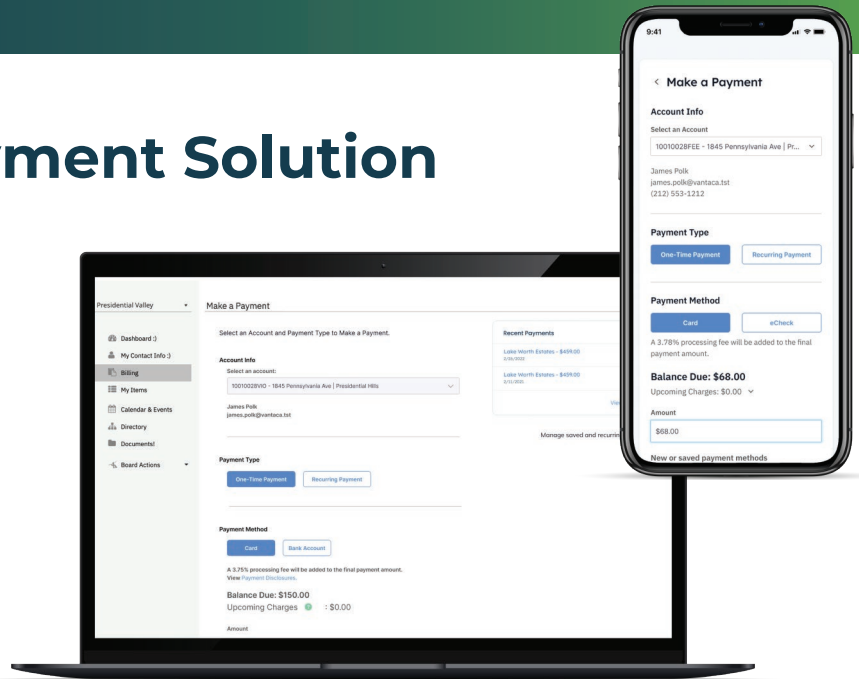 yment Solution
9:41
< Make a Payment
Account Info
Select an Account
10010028FEE - 1845 Pennsylvania Ave | Pr...
James Polk
james.polk@vantaca.tst
(212) 553-1212
Payment Type
One-Time Payment Recurring Payment
Payment Method
Card eCheck
A 3.78% processing fee will be added to the final
payment amount.
Balance Due: $68.00
Upcoming Charges: $0.00
Amount
$68.00
New or saved payment methods
Presidential Valley
Dashboard :)
My Contact Info :)
Billing
My Items
Calendar & Events
Directory
Documents!
Board Actions
Make a Payment
Select an Account and Payment Type to Make a Payment.
Account Info
Select an account:
10010028VIO - 1845 Pennsylvania Ave | Presidential Hills
James Polk
james.polk@vantaca.tst
Payment Type
One-Time Payment Recurring Payment
Payment Method
Card Bank Account
A 3.75% processing fee will be added to the final payment amount.
View Payment Disclosures.
Balance Due: $150.00
Upcoming Charges ? : $0.00
Amount
Recent Payments
Lake Worth Estates - $459.00
Lake Worth Estates - $459.00
Manage saved and recurrin